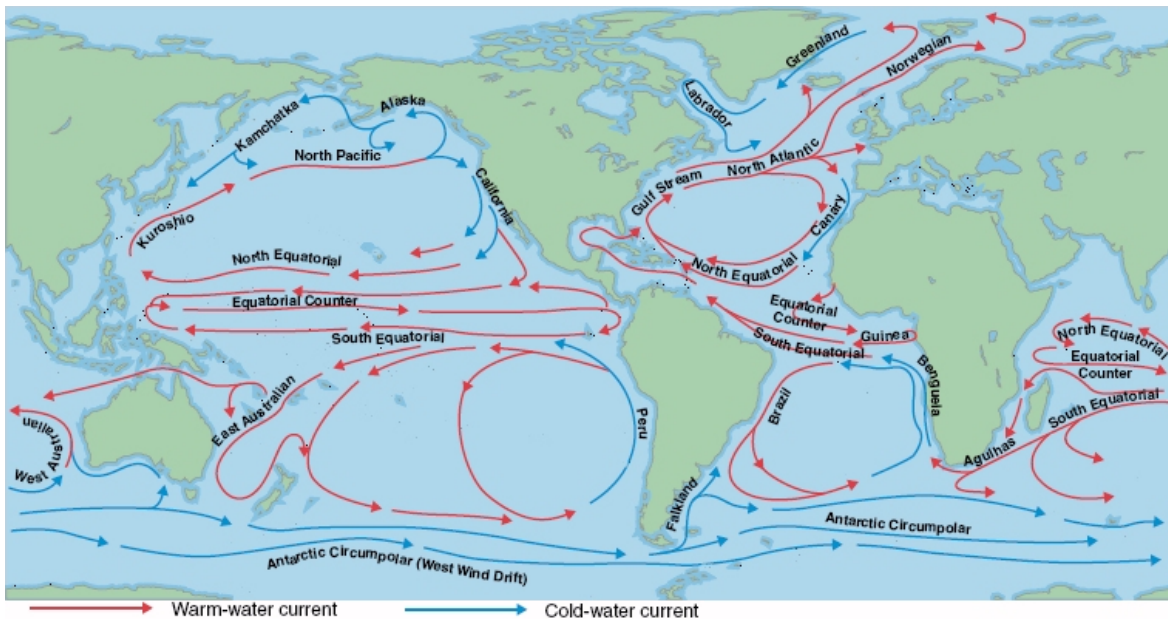 Greenland
Norwegian
Labrador
Alaska
Kamchatka
North Pacific
North Atlantic
Gulf Stream
California
Canary
Kuroshio
North Equatorial
North Equatorial
Equatorial Counter
Equatorial
Counter
Guinea
South Equatorial
South Equatorial
North Equatorial
Equatorial
Counter
South Equatorial
Benguela
East Australian
West Australian
Peru
Brazil
Agulhas
Falkland
Antarctic Circumpolar
Antarctic Circumpolar (West Wind Drift)
Warm-water current
Cold-water current